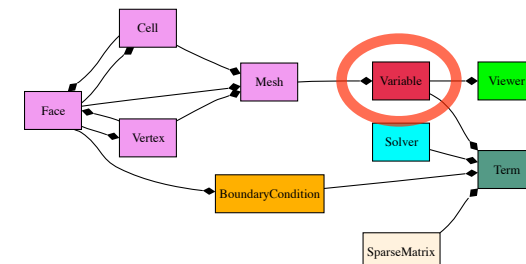 Cell
Face
Vertex
Mesh
Variable
Viewer
Solver
Term
BoundaryCondition
SparseMatrix